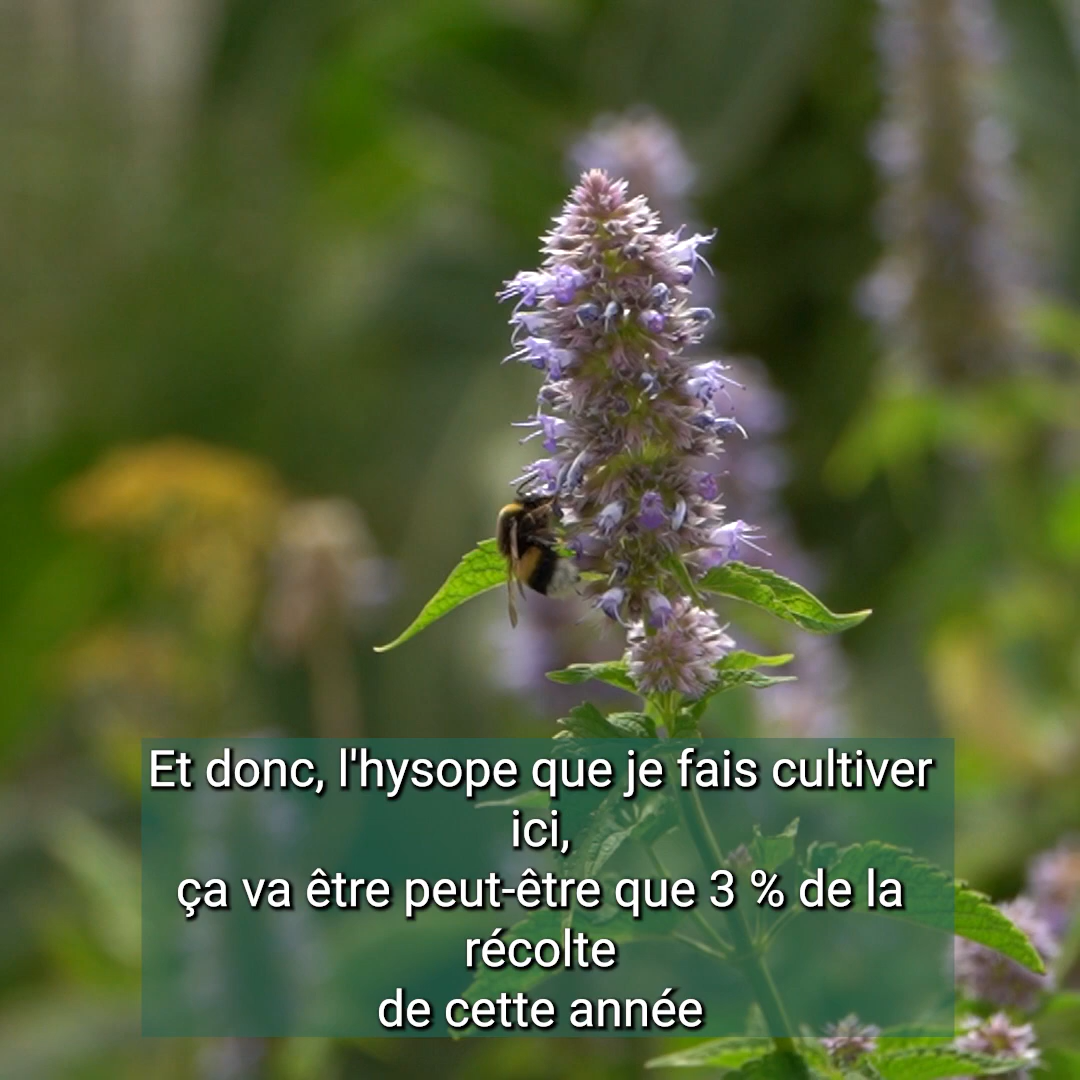 Et donc, l'hysope que je fais cultiver
ici,
ça va être peut-être que 3 % de la
récolte
de cette année